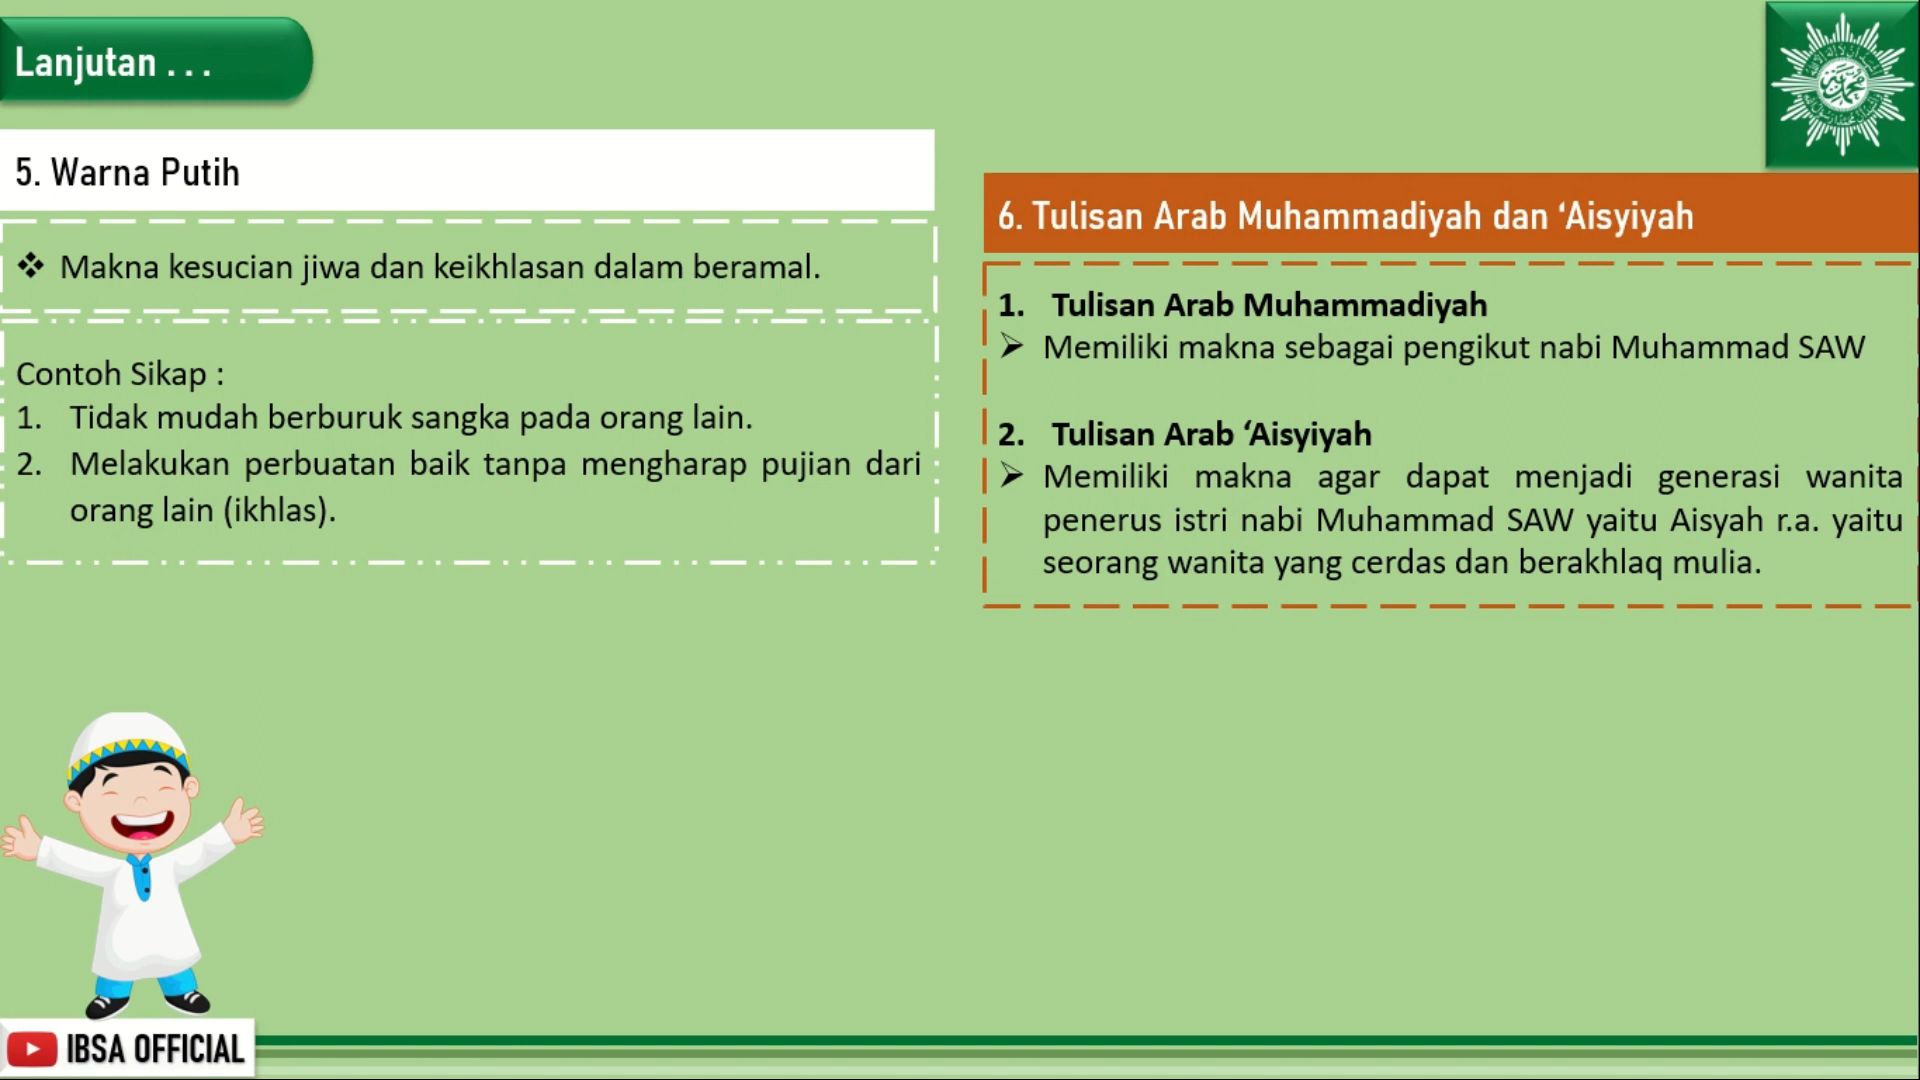 Lanjutan . . .
5. Warna Putih
❖ Makna kesucian jiwa dan keikhlasan dalam beramal.
Contoh Sikap :
1. Tidak mudah berburuk sangka pada orang lain.
2. Melakukan perbuatan baik tanpa mengharap pujian dari
orang lain (ikhlas).
6. Tulisan Arab Muhammadiyah dan ‘Aisyiyah
1. Tulisan Arab Muhammadiyah
➢ Memiliki makna sebagai pengikut nabi Muhammad SAW
2. Tulisan Arab ‘Aisyiyah
➢ Memiliki makna agar dapat menjadi generasi wanita
penerus istri nabi Muhammad SAW yaitu Aisyah r.a. yaitu
seorang wanita yang cerdas dan berakhlaq mulia.
IBSA OFFICIAL